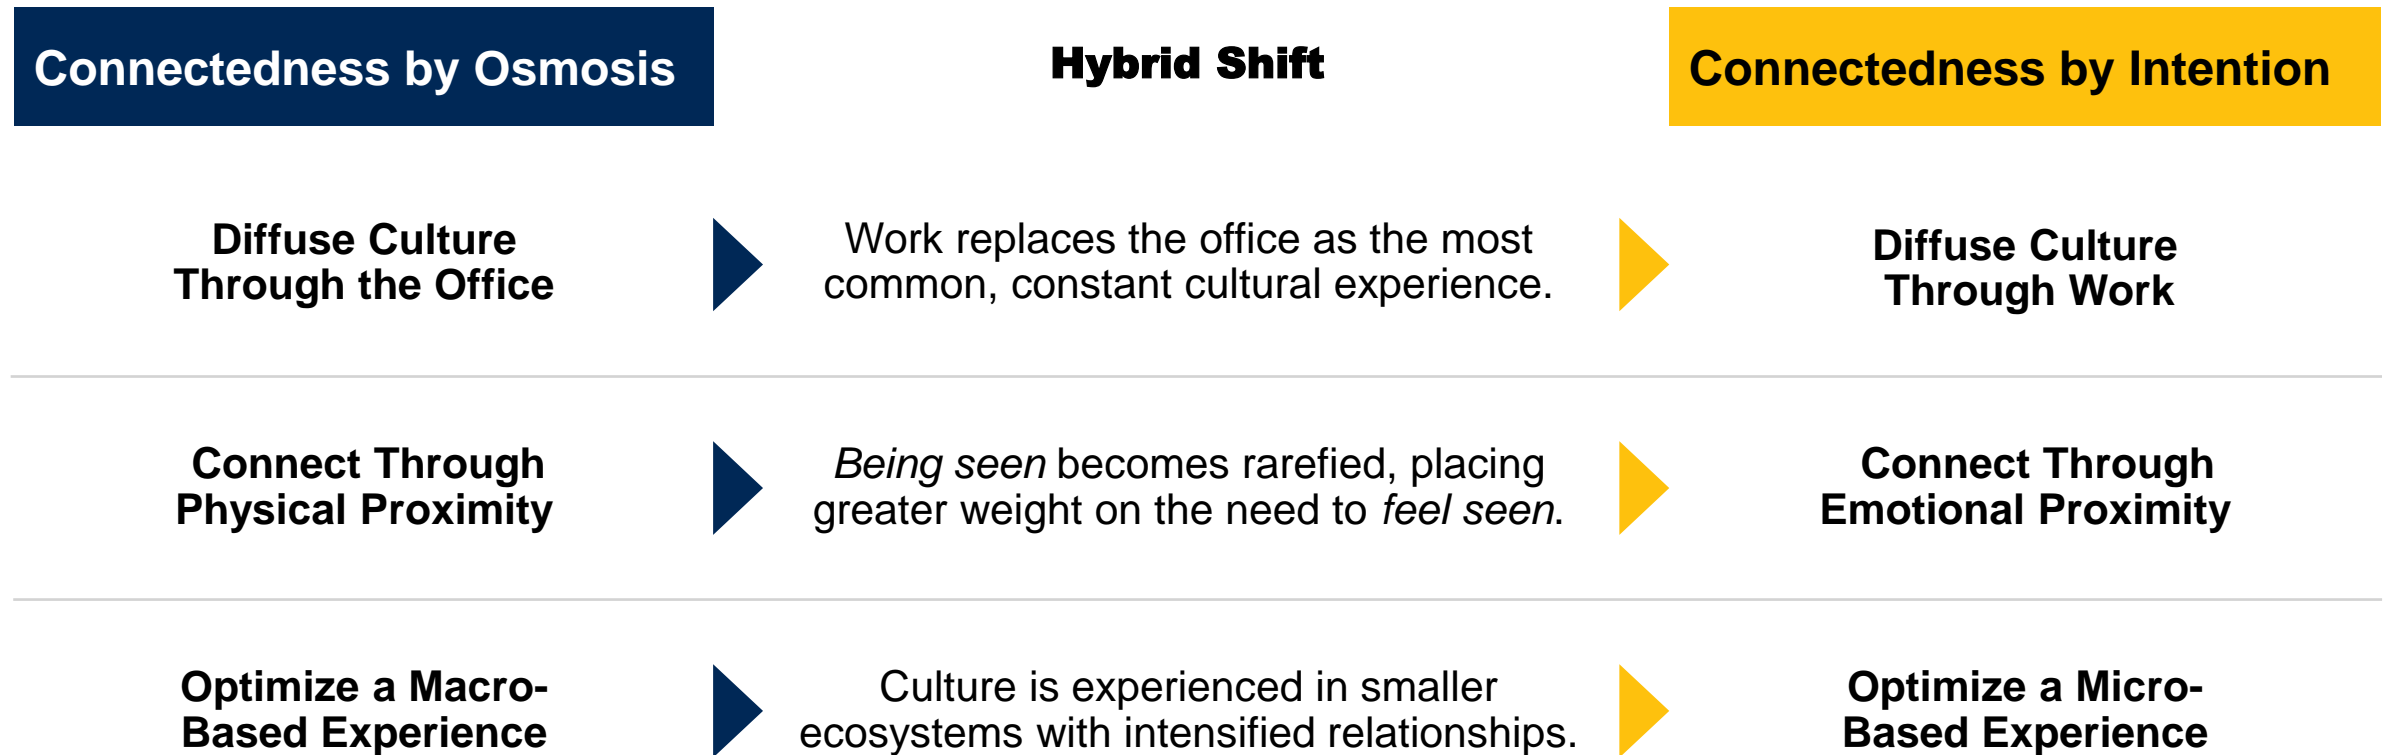 Connectedness by Osmosis
Hybrid Shift
Connectedness by Intention
Diffuse Culture
Through the Office
Work replaces the office as the most
common, constant cultural experience.
Diffuse Culture
Through Work
Connect Through
Physical Proximity
Being seen becomes rarefied, placing
greater weight on the need to feel seen.
Connect Through
Emotional Proximity
Optimize a Macro-
Based Experience
Culture is experienced in smaller
ecosystems with intensified relationships.
Optimize a Micro-
Based Experience